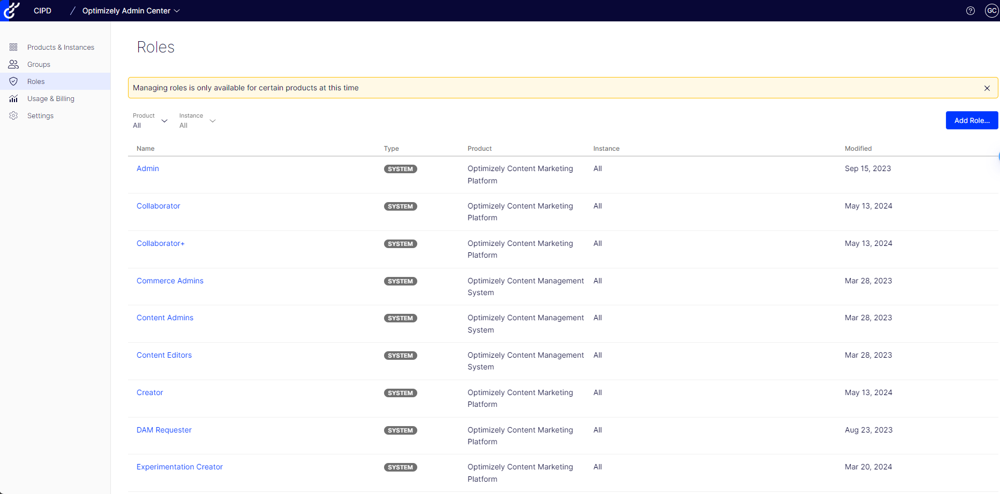 CIPD / Optimizely Admin Center GC
Products & Instances
Groups
Roles
Usage & Billing
Settings
Roles
Managing roles is only available for certain products at this time
Product Instance
All All
Add Role...
Name Type Product Instance Modified
Admin SYSTEM Optimizely Content Marketing All Sep 15, 2023
Platform
Collaborator SYSTEM Optimizely Content Marketing All May 13, 2024
Platform
Collaborator+ SYSTEM Optimizely Content Marketing All May 13, 2024
Platform
Commerce Admins SYSTEM Optimizely Content Management All Mar 28, 2023
System
Content Admins SYSTEM Optimizely Content Management All Mar 28, 2023
System
Content Editors SYSTEM Optimizely Content Management All Mar 28, 2023
System
Creator SYSTEM Optimizely Content Marketing All May 13, 2024
Platform
DAM Requester SYSTEM Optimizely Content Marketing All Aug 23, 2023
Platform
Experimentation Creator SYSTEM Optimizely Content Marketing All Mar 20, 2024
Platform